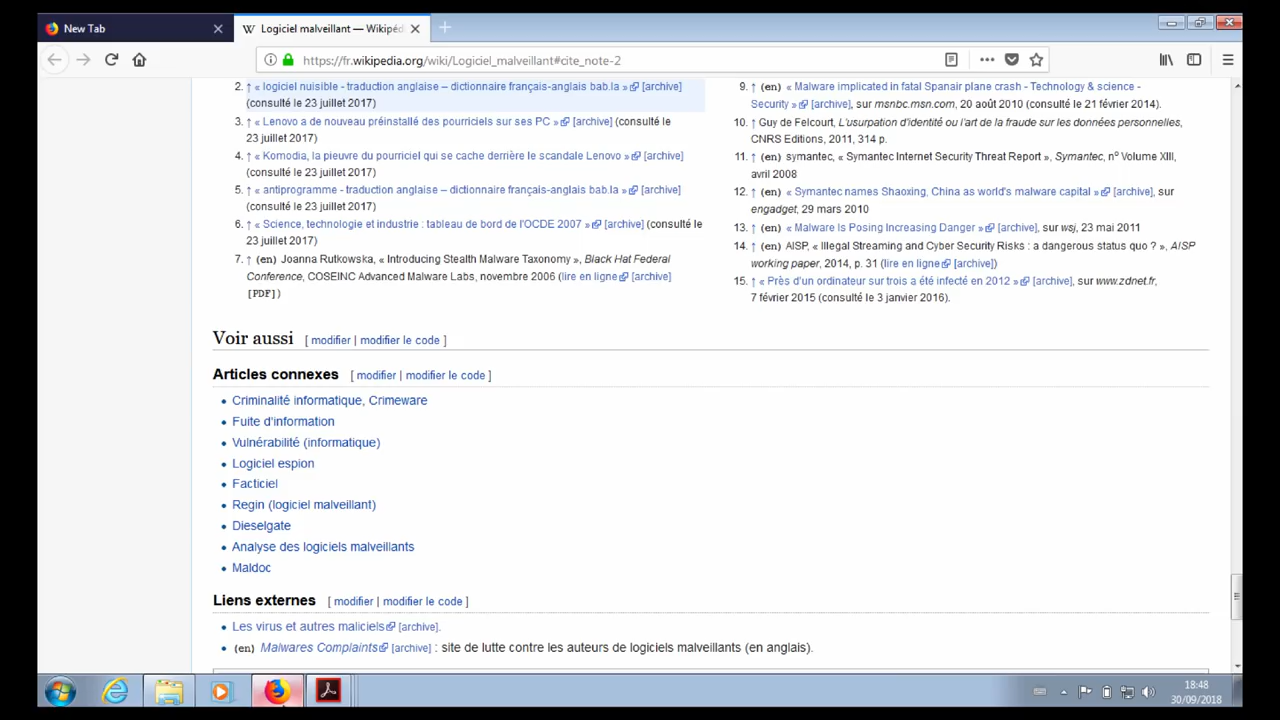 New Tab
Logiciel malveillant — Wikipéd
https://fr.wikipedia.org/wiki/Logiciel_malveillant#cite_note-2
2. ↑ « logiciel nuisible - traduction anglaise – dictionnaire français-anglais bab.la » [archive]
(consulté le 23 juillet 2017)
3. ↑ « Lenovo a de nouveau préinstallé des pourriciels sur ses PC » [archive] (consulté le
23 juillet 2017)
4. ↑ « Komodia, la pieuvre du pourriciel qui se cache derrière le scandale Lenovo » [archive]
(consulté le 23 juillet 2017)
5. ↑ « antiprogramme - traduction anglaise – dictionnaire français-anglais bab.la » [archive]
(consulté le 23 juillet 2017)
6. ↑ « Science, technologie et industrie : tableau de bord de l'OCDE 2007 » [archive] (consulté le
23 juillet 2017)
7. ↑ (en) Joanna Rutkowska, « Introducing Stealth Malware Taxonomy », Black Hat Federal
Conference, COSEINC Advanced Malware Labs, novembre 2006 (lire en ligne [archive]
[PDF])
9. ↑ (en) « Malware implicated in fatal Spanair plane crash - Technology & science -
Security » [archive], sur msnbc.msn.com, 20 août 2010 (consulté le 21 février 2014).
10. ↑ Guy de Felcourt, L'usurpation d'identité ou l'art de la fraude sur les données personnelles,
CNRS Editions, 2011, 314 p.
11. ↑ (en) symantec, « Symantec Internet Security Threat Report », Symantec, nº Volume XIII,
avril 2008
12. ↑ (en) « Symantec names Shaoxing, China as world's malware capital » [archive], sur
engadget, 29 mars 2010
13. ↑ (en) « Malware Is Posing Increasing Danger » [archive], sur wsj, 23 mai 2011
14. ↑ (en) AISP, « Illegal Streaming and Cyber Security Risks : a dangerous status quo ? », AISP
working paper, 2014, p. 31 (lire en ligne [archive])
15. ↑ « Près d'un ordinateur sur trois a été infecté en 2012 » [archive], sur www.zdnet.fr,
7 février 2015 (consulté le 3 janvier 2016).
Voir aussi [ modifier | modifier le code ]
Articles connexes [ modifier | modifier le code ]
• Criminalité informatique, Crimeware
• Fuite d'information
• Vulnérabilité (informatique)
• Logiciel espion
• Facticiel
• Regin (logiciel malveillant)
• Dieselgate
• Analyse des logiciels malveillants
• Maldoc
Liens externes [ modifier | modifier le code ]
• Les virus et autres maliciels [archive].
• (en) Malwares Complaints [archive] : site de lutte contre les auteurs de logiciels malveillants (en anglais).
18:48
30/09/2018